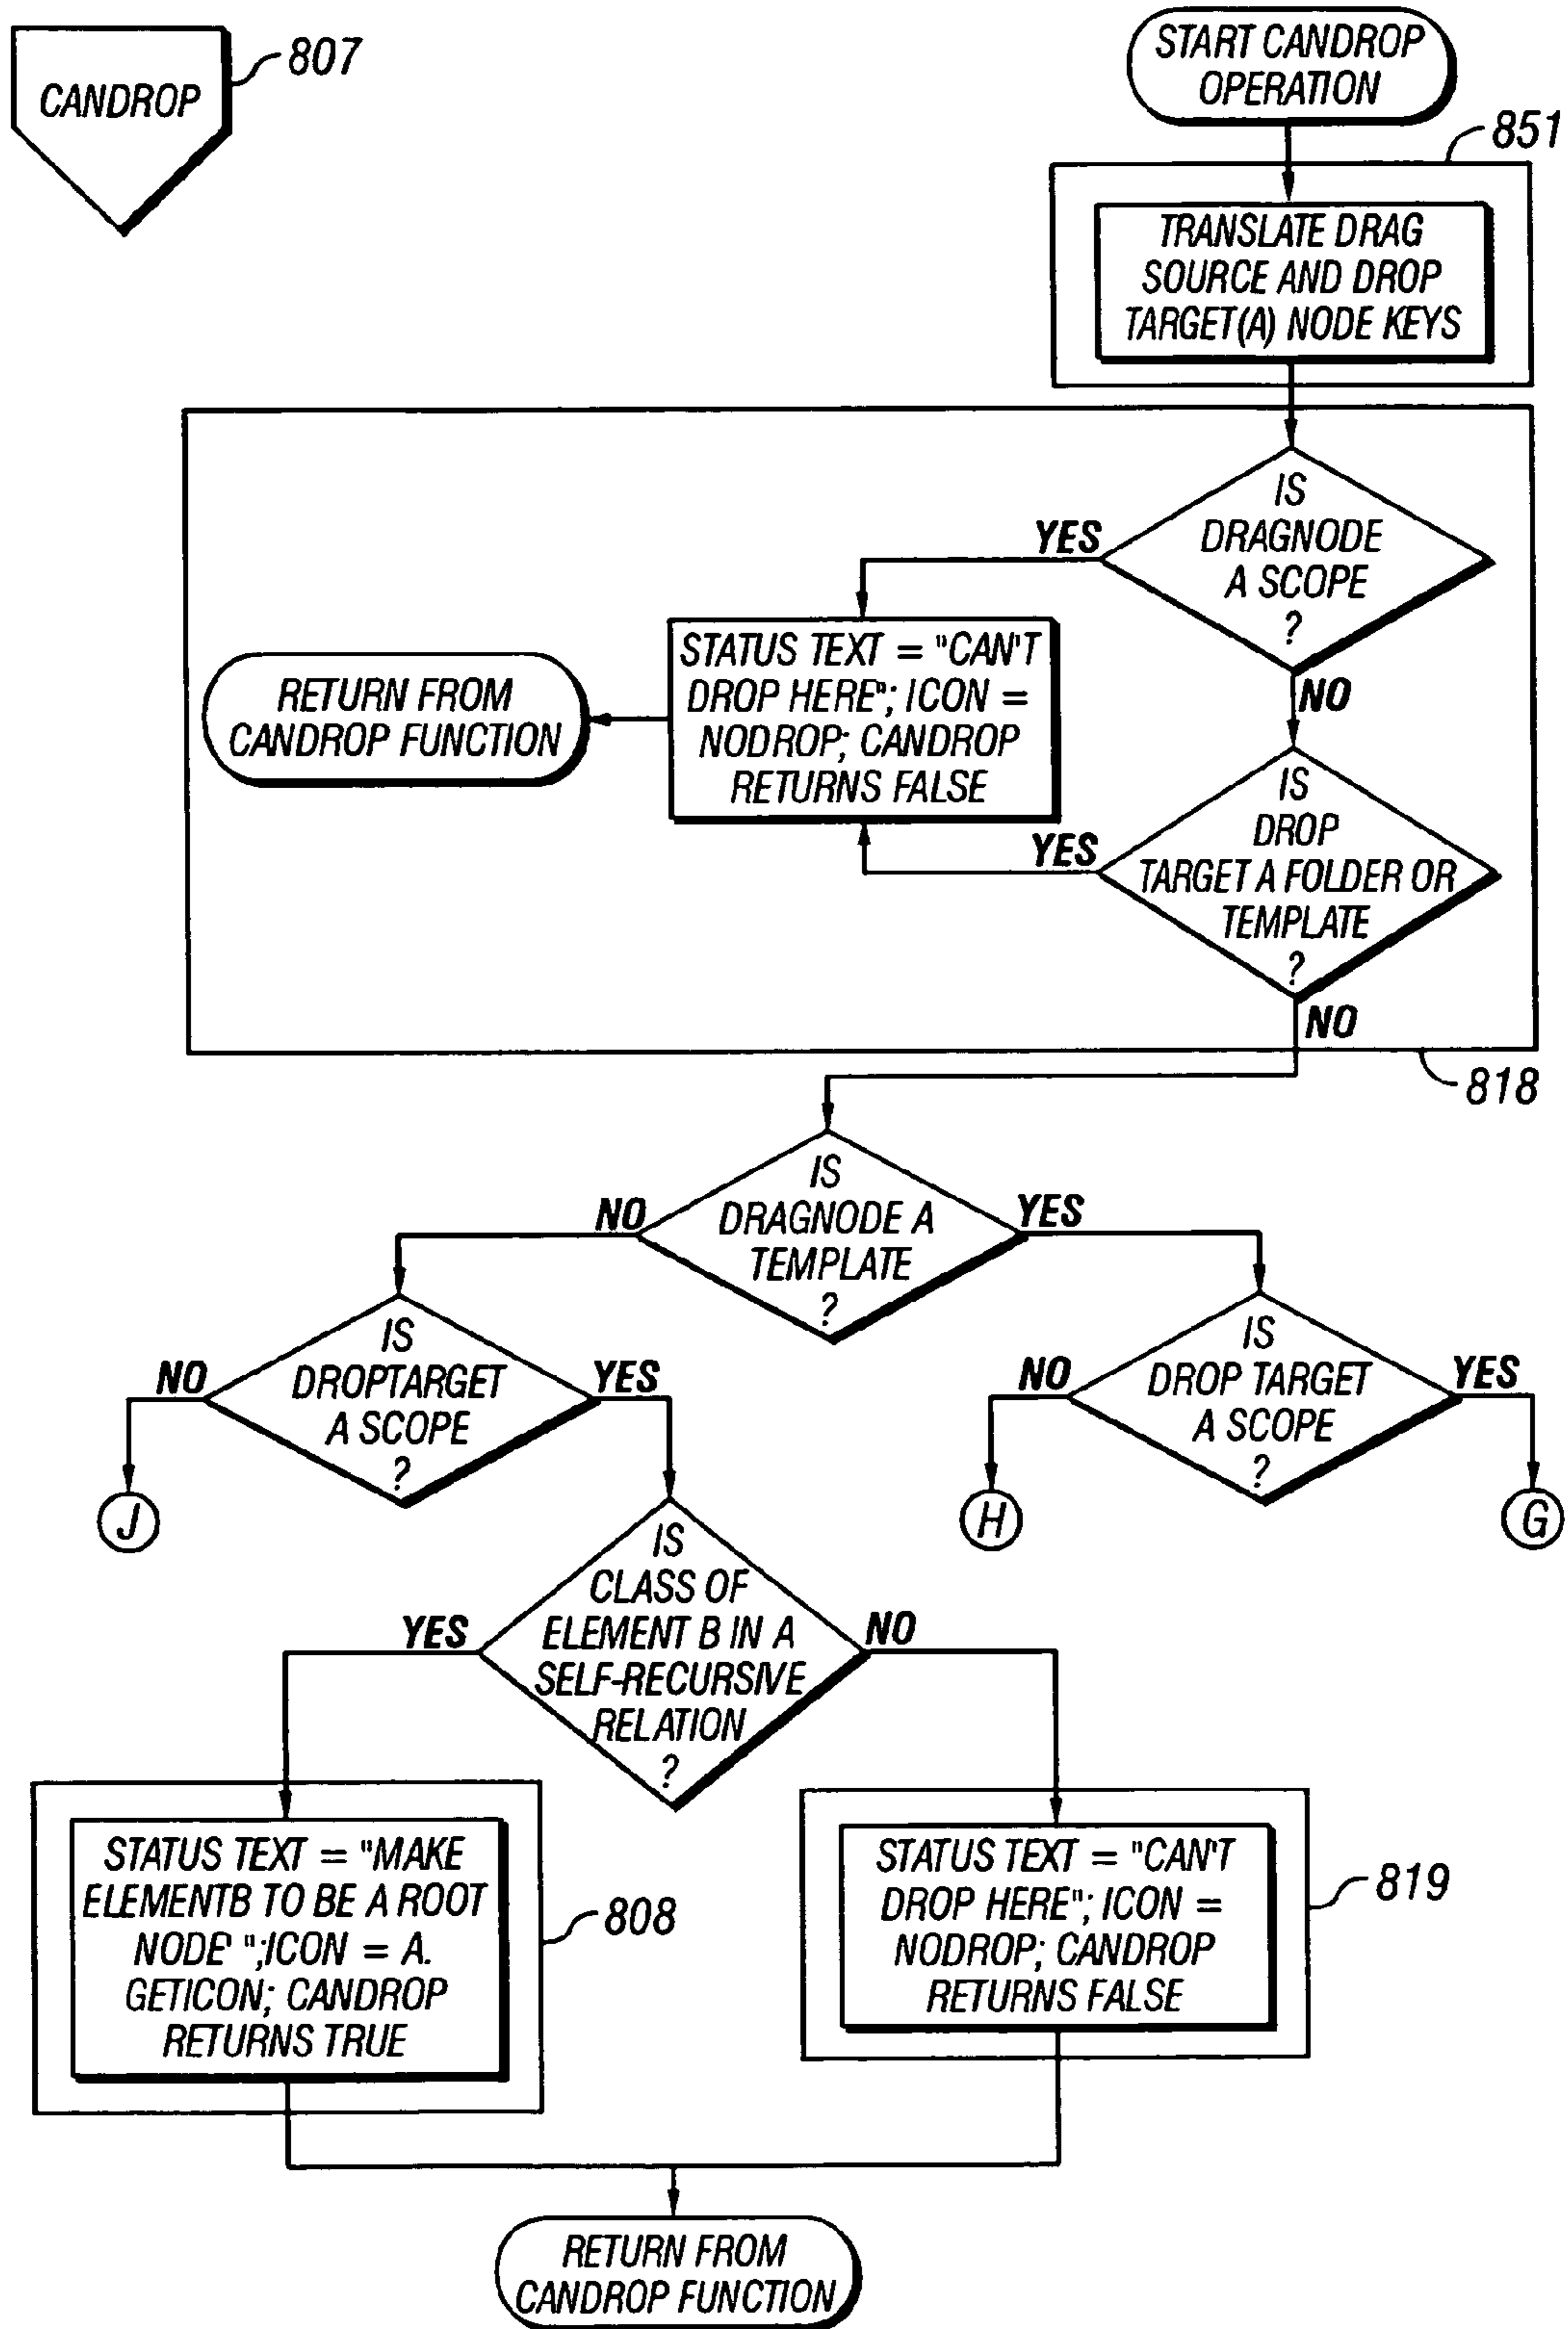 CANDROP
807
START CANDROP
OPERATION
851
TRANSLATE DRAG
SOURCE AND DROP
TARGET(A) NODE KEYS
IS
DRAGNODE
A SCOPE
?
YES
NO
STATUS TEXT = "CAN'T
DROP HERE"; ICON =
NODROP; CANDROP
RETURNS FALSE
RETURN FROM
CANDROP FUNCTION
IS
DROP
TARGET A FOLDER OR
TEMPLATE
?
YES
NO
818
IS
DRAGNODE A
TEMPLATE
?
NO
YES
IS
DROPTARGET
A SCOPE
?
NO
YES
IS
DROP TARGET
A SCOPE
?
NO
YES
J
H
G
IS
CLASS OF
ELEMENT B IN A
SELF-RECURSIVE
RELATION
?
YES
NO
STATUS TEXT = "MAKE
ELEMENTB TO BE A ROOT
NODE' ";ICON = A.
GETICON; CANDROP
RETURNS TRUE
808
STATUS TEXT = "CAN'T
DROP HERE"; ICON =
NODROP; CANDROP
RETURNS FALSE
819
RETURN FROM
CANDROP FUNCTION